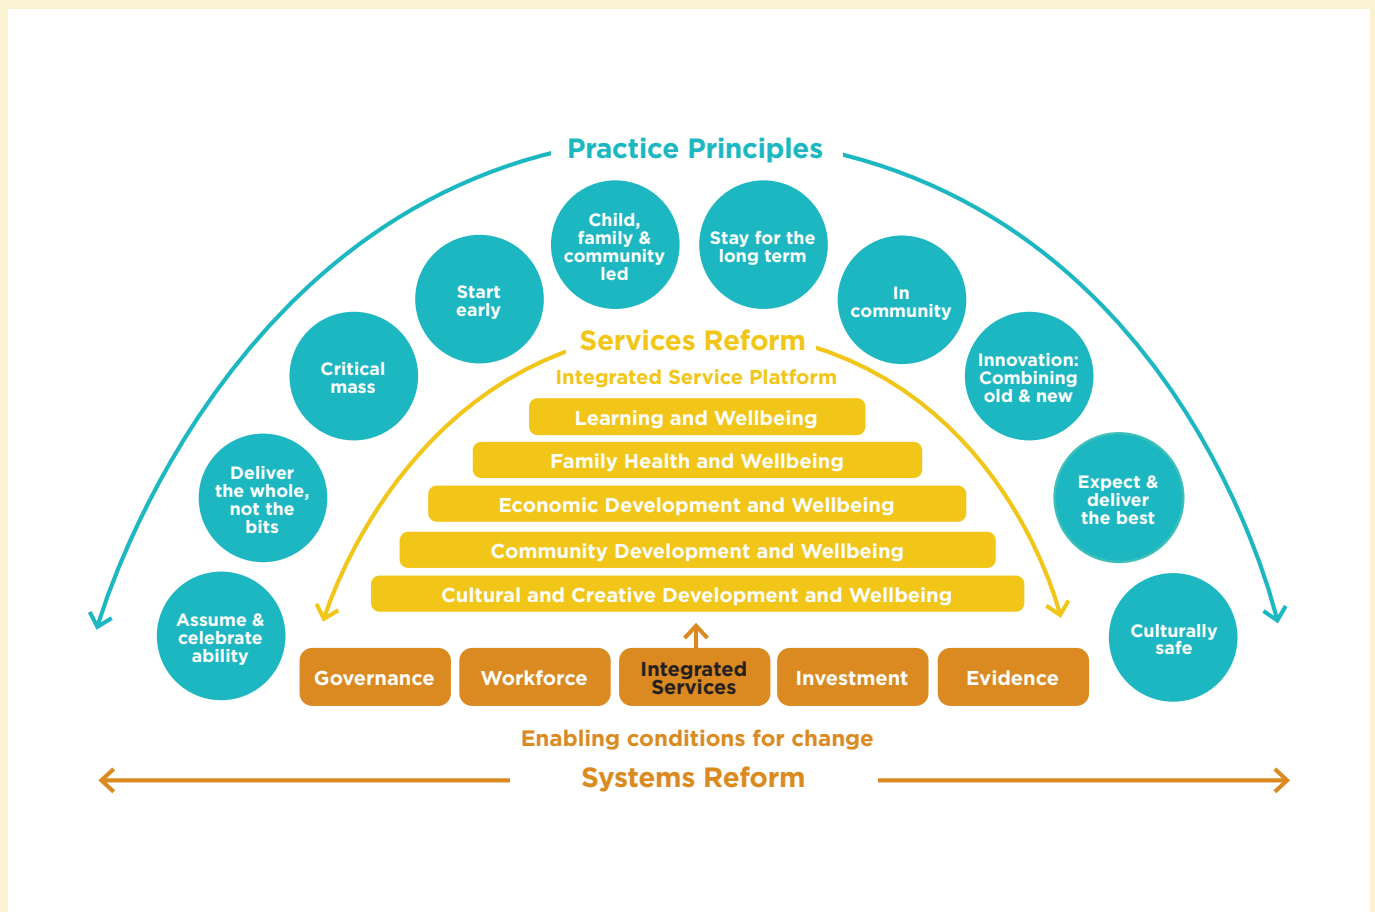 Practice Principles
Child,
family &
community
led
Stay for the
long term
Start
early
In
community
Critical
mass
Innovation:
Combining
old & new
Deliver
the whole,
not the
bits
Expect &
deliver
the best
Assume &
celebrate
ability
Culturally
safe
Services Reform
Integrated Service Platform
Learning and Wellbeing
Family Health and Wellbeing
Economic Development and Wellbeing
Community Development and Wellbeing
Cultural and Creative Development and Wellbeing
Governance
Workforce
Integrated
Services
Investment
Evidence
Enabling conditions for change
Systems Reform